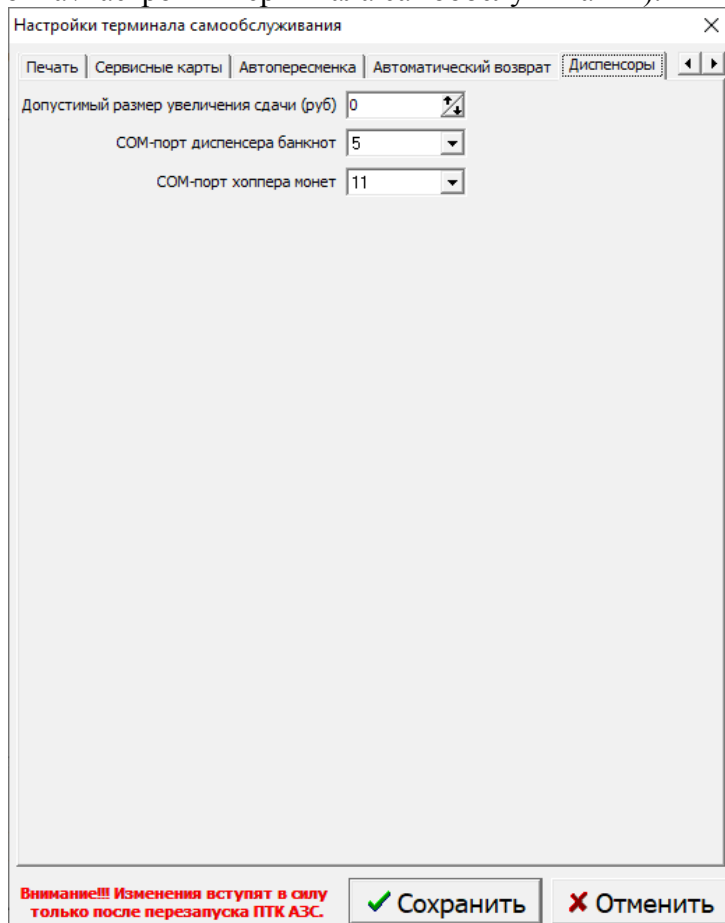 Настройки терминала самообслуживания
Печать Сервисные карты Автопересменка Автоматический возврат Диспенсоры
Допустимый размер увеличения сдачи (руб) 0
COM-порт диспенсера банкнот 5
COM-порт хоппера монет 11
Внимание!!! Изменения вступят в силу
только после перезапуска ПТК АЗС.
Сохранить Отменить